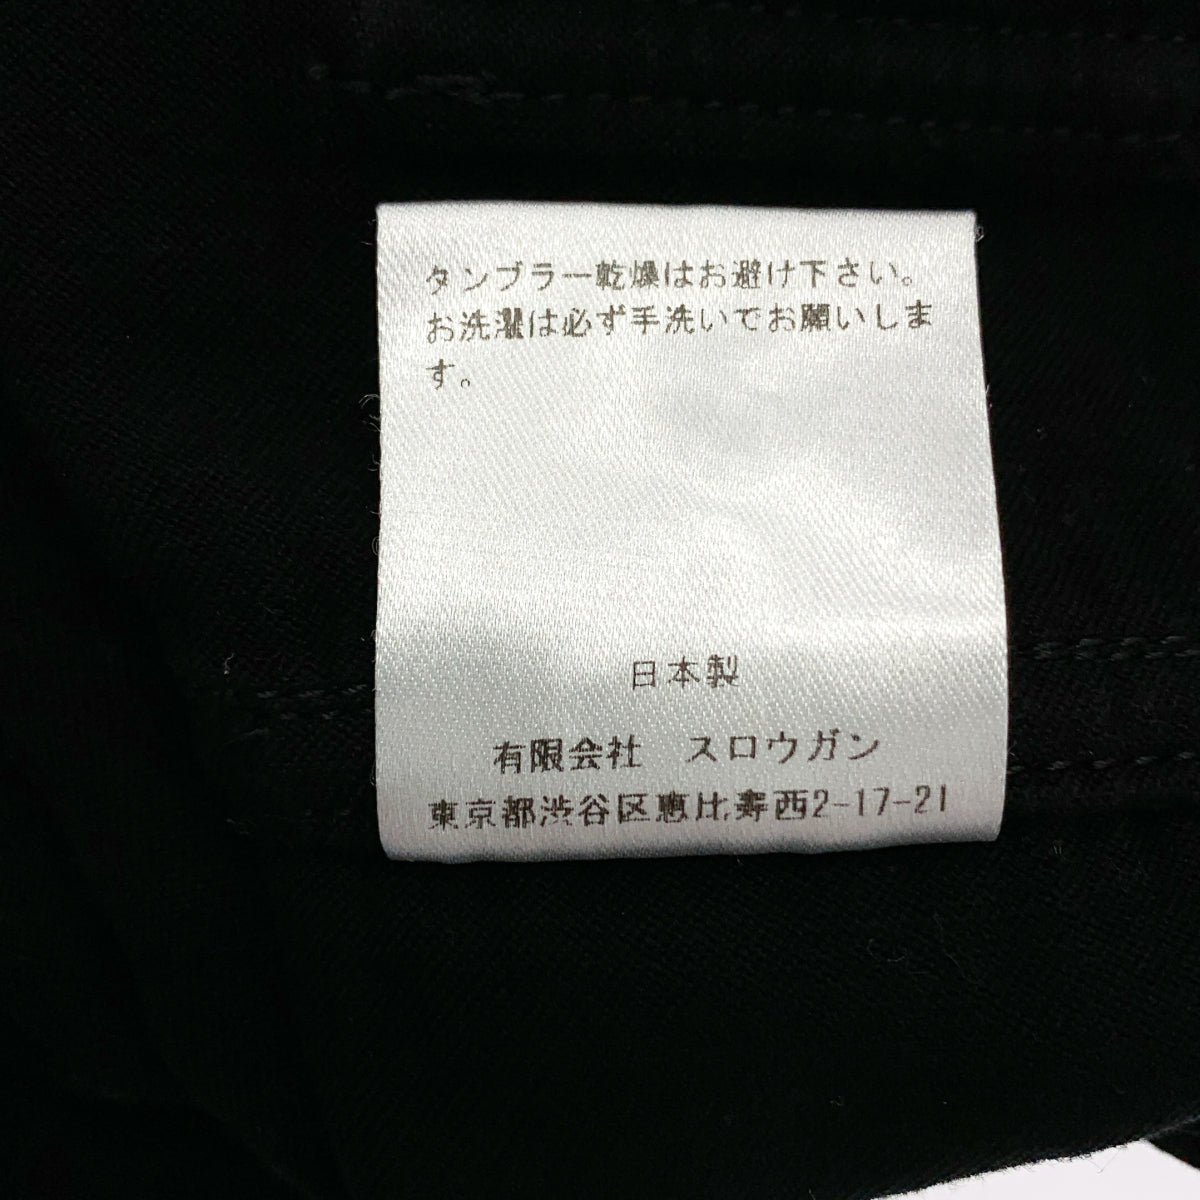 タンブラー乾燥はお避け下さい。
お洗濯は必ず手洗いでお願いしま
す。
日本製
有限会社　スロウガン
東京都渋谷区恵比寿西2-17-21